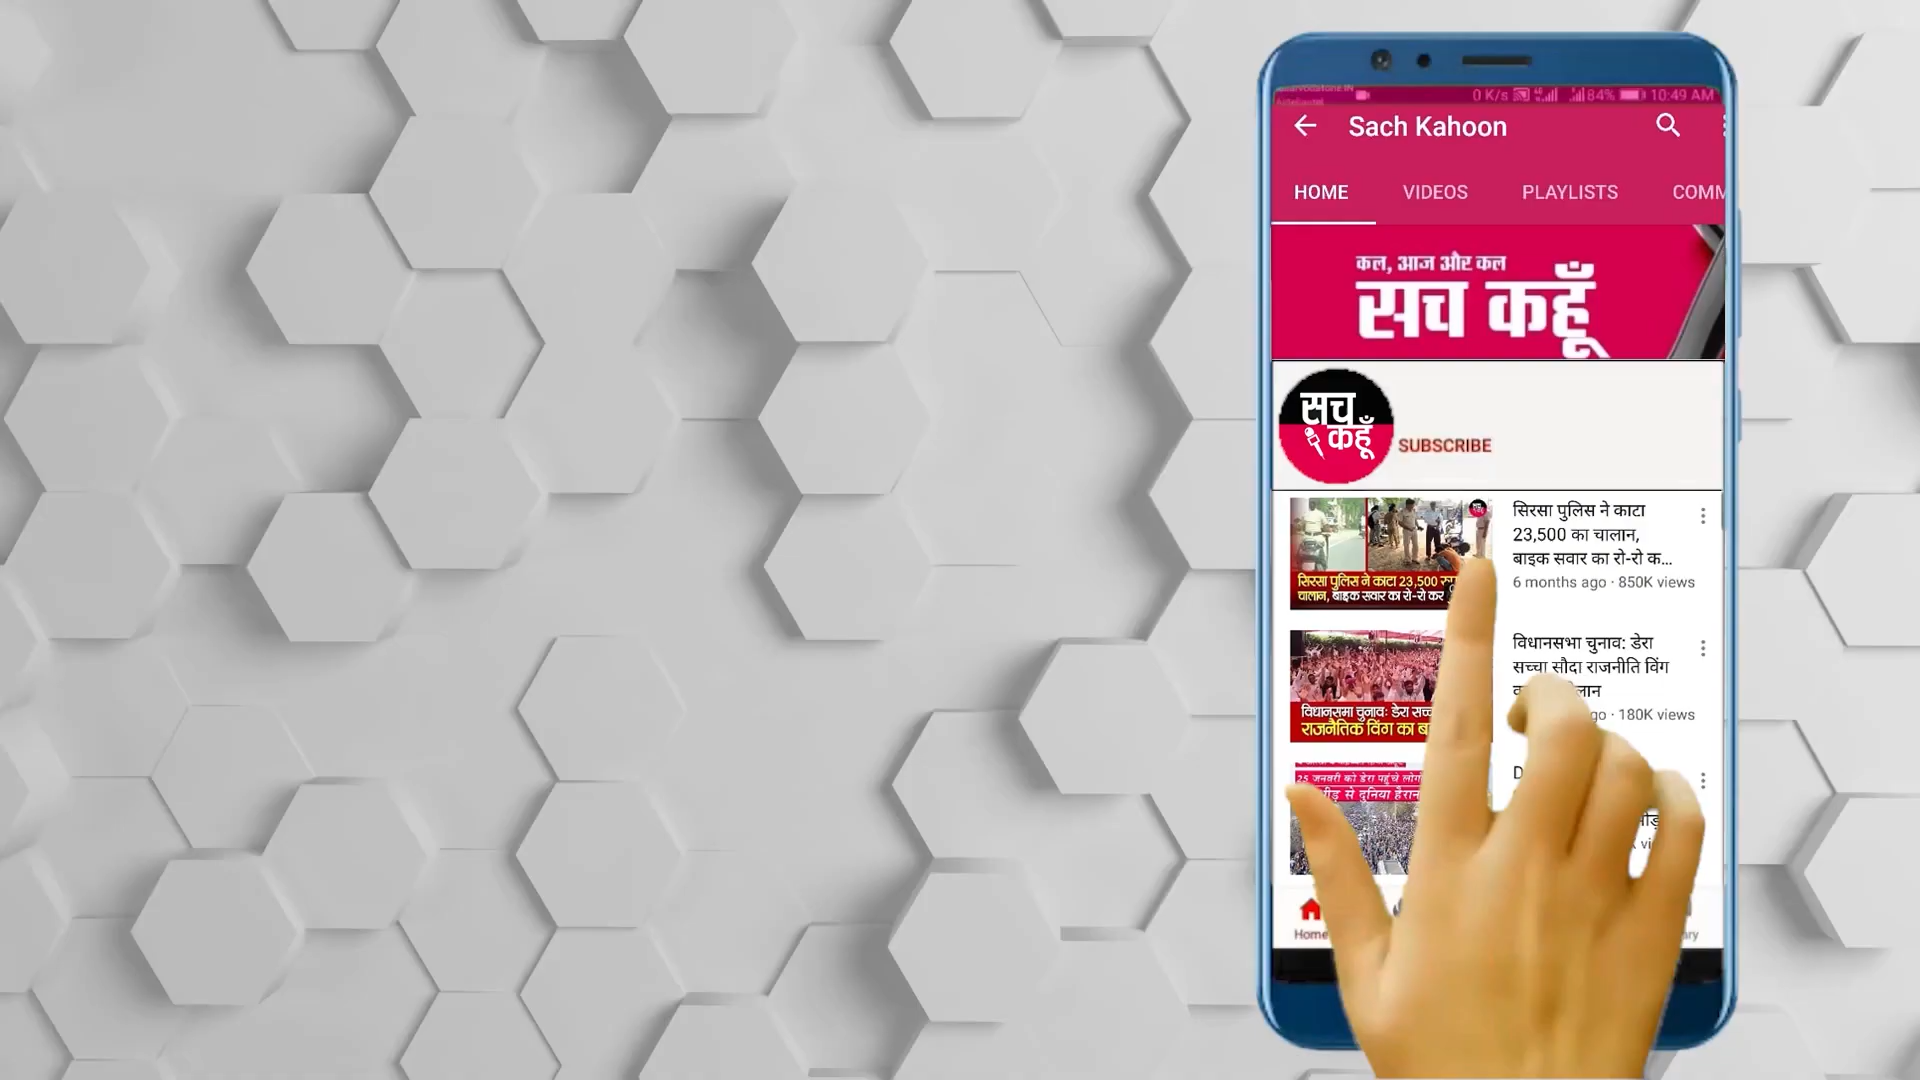 0 K/s 84% 10:49 AM
Sach Kahoon
HOME VIDEOS PLAYLISTS COMM
कल, आज और कल
सच कहूँ
सच
कहूँ
SUBSCRIBE
सिरसा पुलिस ने काटा 23,500
चालान, बाइक सवार का रो-रो कर
सिरसा पुलिस ने काटा
23,500 का चालान,
बाइक सवार का रो-रो क...
6 months ago · 850K views
विधानसभा चुनाव: डेरा
राजनैतिक विंग का
विधानसभा चुनाव: डेरा
सच्चा सौदा राजनीति विंग
go · 180K views
25 जनवरी को डेरा पहुंचे
से दुनिया हैरान
D
Home